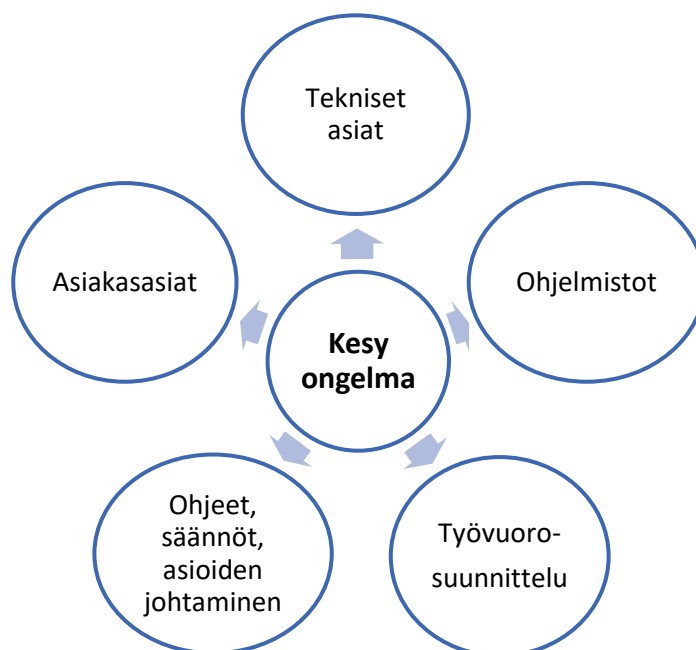 Tekniset
asiat
Asiakasasiat
Ohjelmistot
Kesy
ongelma
Ohjeet,
säännöt,
asioiden
johtaminen
Työvuoro-
suunnittelu